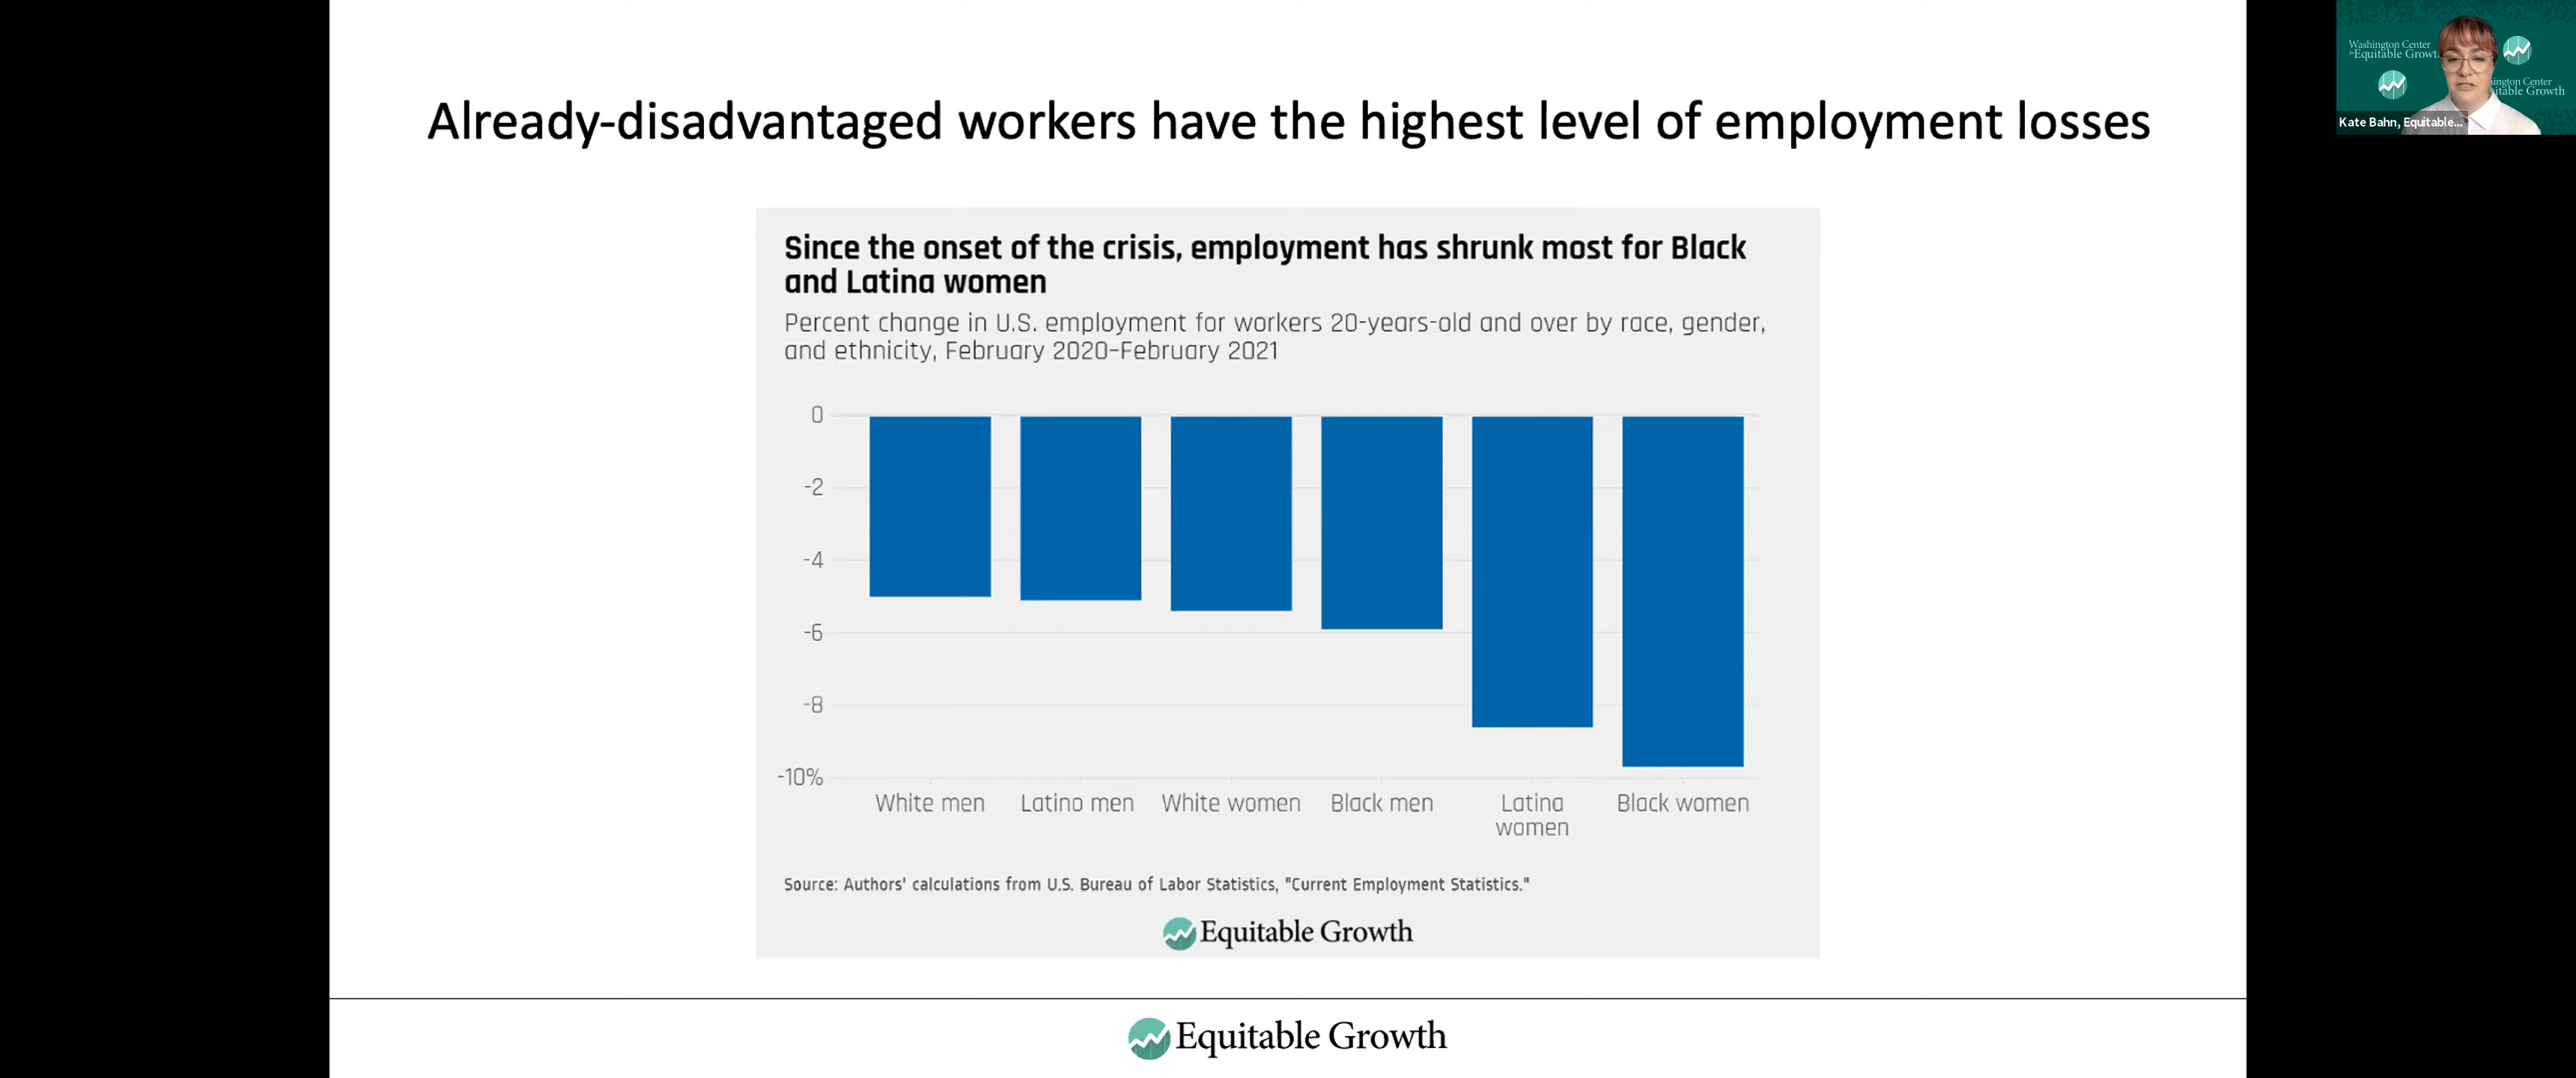 Already-disadvantaged workers have the highest level of employment losses
Since the onset of the crisis, employment has shrunk most for Black
and Latina women
Percent change in U.S. employment for workers 20-years-old and over by race, gender,
and ethnicity, February 2020–February 2021
0
-2
-4
-6
-8
-10%
White men
Latino men
White women
Black men
Latina
women
Black women
Source: Authors' calculations from U.S. Bureau of Labor Statistics, "Current Employment Statistics."
Equitable Growth
Equitable Growth
Washington Center
Equitable Growt
ington Center
itable Growth
Kate Bahn, Equitable...